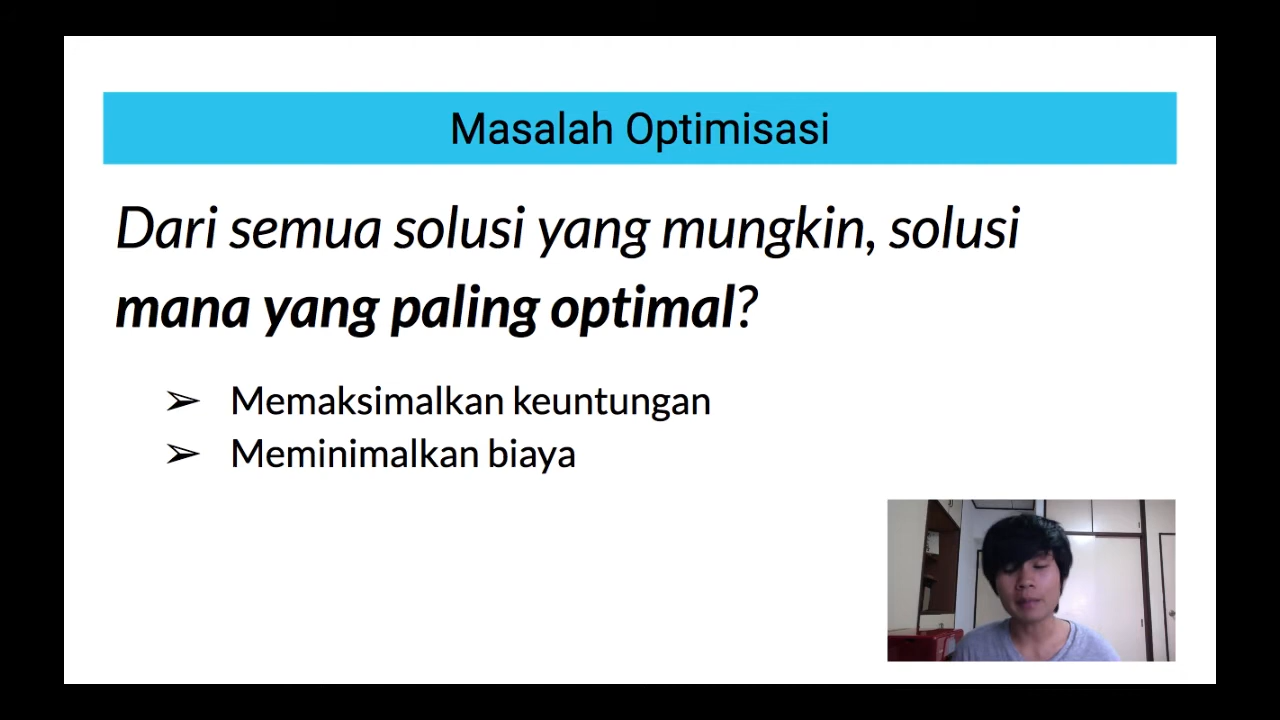 Masalah Optimisasi
Dari semua solusi yang mungkin, solusi
mana yang paling optimal?
➢ Memaksimalkan keuntungan
➢ Meminimalkan biaya